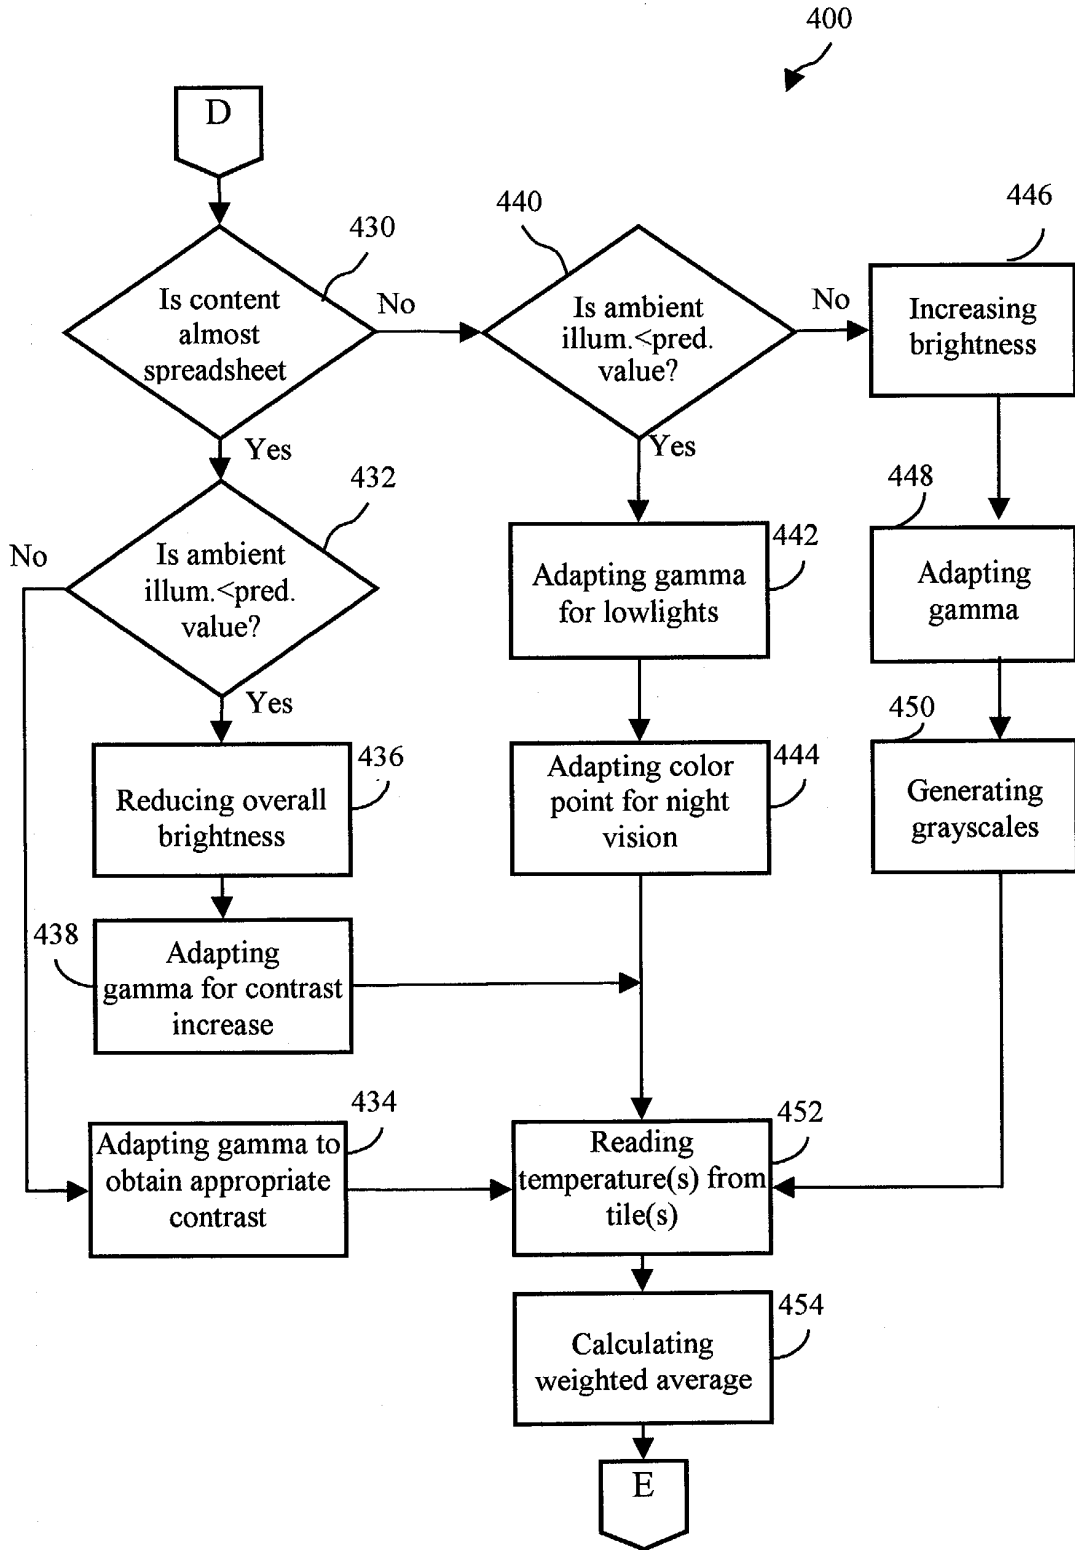 400
D
430
Is content
almost
spreadsheet
No
Yes
440
Is ambient
illum.<pred.
value?
No
Yes
446
Increasing
brightness
432
Is ambient
illum.<pred.
value?
No
Yes
442
Adapting gamma
for lowlights
448
Adapting
gamma
436
Reducing overall
brightness
444
Adapting color
point for night
vision
450
Generating
grayscales
438
Adapting
gamma for contrast
increase
434
Adapting gamma to
obtain appropriate
contrast
452
Reading
temperature(s) from
tile(s)
454
Calculating
weighted average
E